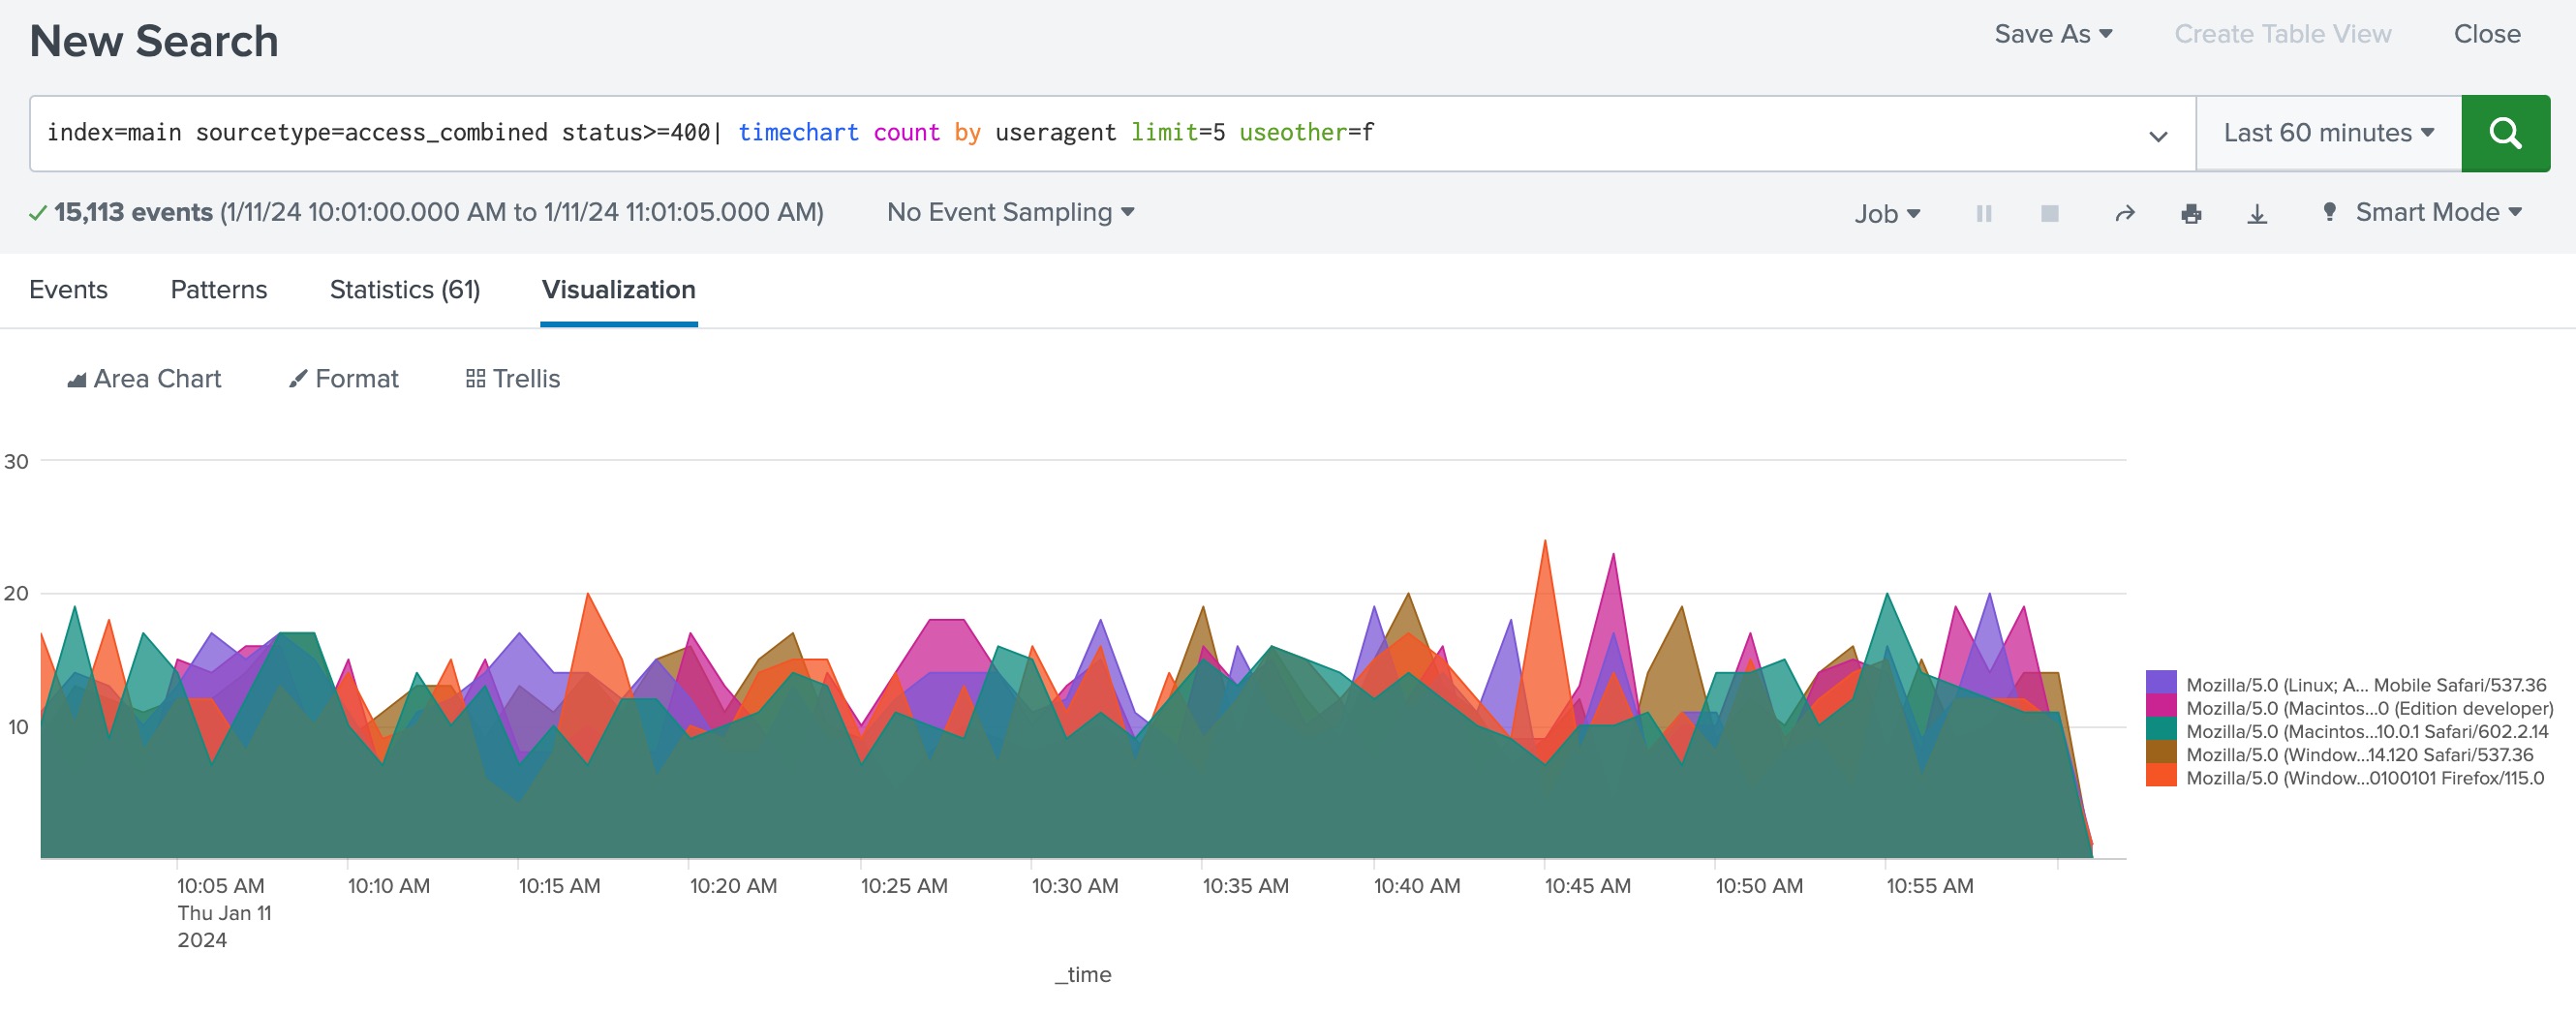 New Search
Save As
Create Table View
Close
index=main sourcetype=access_combined status>=400| timechart count by useragent limit=5 useother=f
Last 60 minutes
15,113 events (1/11/24 10:01:00.000 AM to 1/11/24 11:01:05.000 AM)
No Event Sampling
Job
Smart Mode
Events
Patterns
Statistics (61)
Visualization
Area Chart
Format
Trellis
30
20
10
10:05 AM
Thu Jan 11
2024
10:10 AM
10:15 AM
10:20 AM
10:25 AM
10:30 AM
10:35 AM
10:40 AM
10:45 AM
10:50 AM
10:55 AM
_time
Mozilla/5.0 (Linux; A... Mobile Safari/537.36
Mozilla/5.0 (Macintos...0 (Edition developer)
Mozilla/5.0 (Macintos...10.0.1 Safari/602.2.14
Mozilla/5.0 (Window...14.120 Safari/537.36
Mozilla/5.0 (Window...0100101 Firefox/115.0